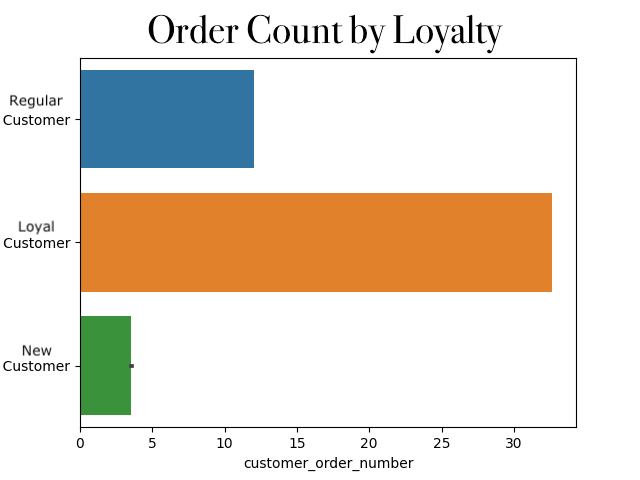 Order Count by Loyalty
Regular
Customer
Loyal
Customer
New
Customer
0 5 10 15 20 25 30
customer_order_number